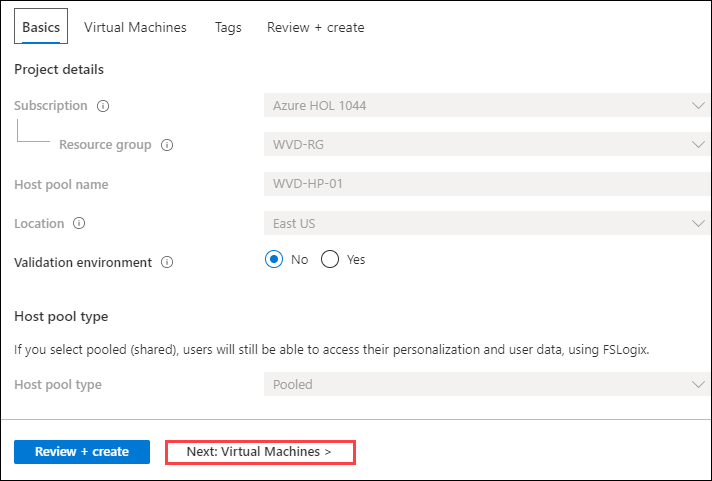 Basics Virtual Machines Tags Review + create
Project details
Subscription Azure HOL 1044
Resource group WVD-RG
Host pool name WVD-HP-01
Location East US
Validation environment No Yes
Host pool type
If you select pooled (shared), users will still be able to access their personalization and user data, using FSLogix.
Host pool type Pooled
Review + create Next: Virtual Machines >